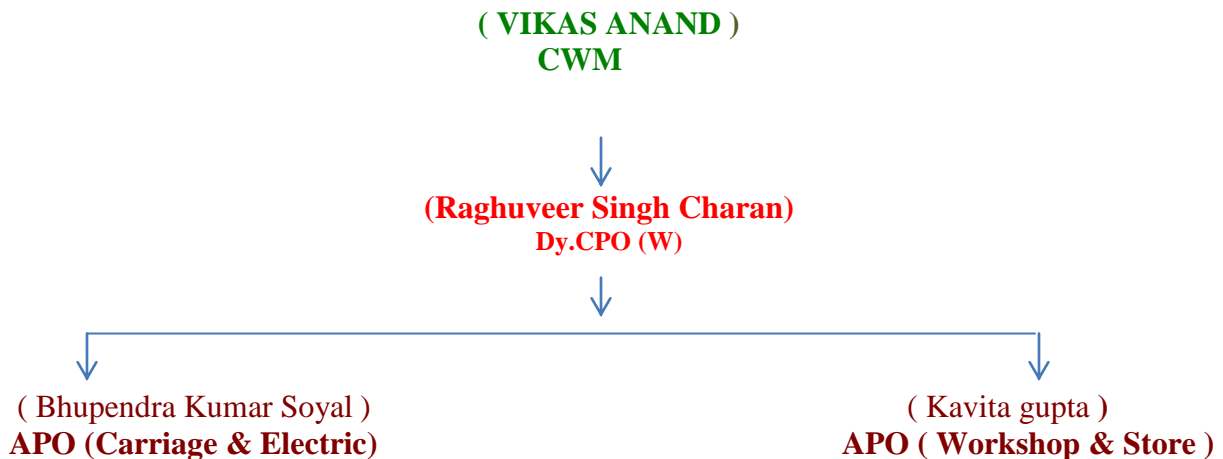 ( VIKAS ANAND )
CWM
(Raghuveer Singh Charan)
Dy.CPO (W)
( Bhupendra Kumar Soyal )
APO (Carriage & Electric)
( Kavita gupta )
APO ( Workshop & Store )